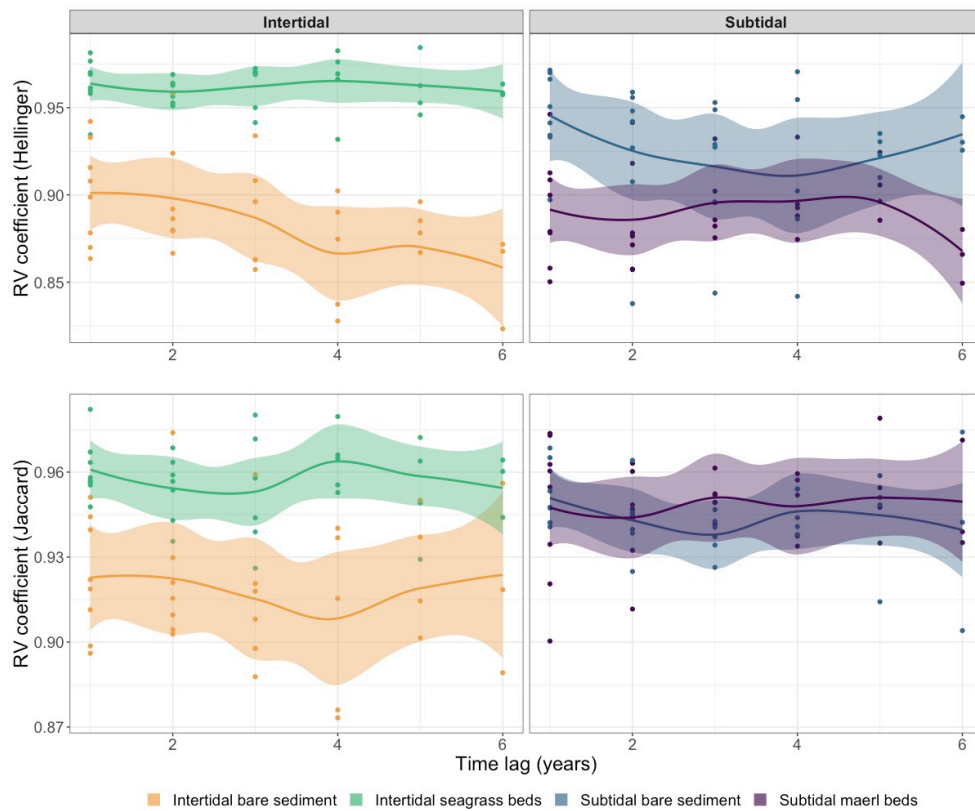 Intertidal
Subtidal
RV coefficient (Hellinger)
0.95
0.90
0.85
2
4
6
2
4
6
RV coefficient (Jaccard)
0.96
0.93
0.90
0.87
2
4
6
2
4
6
Time lag (years)
Intertidal bare sediment
Intertidal seagrass beds
Subtidal bare sediment
Subtidal maerl beds